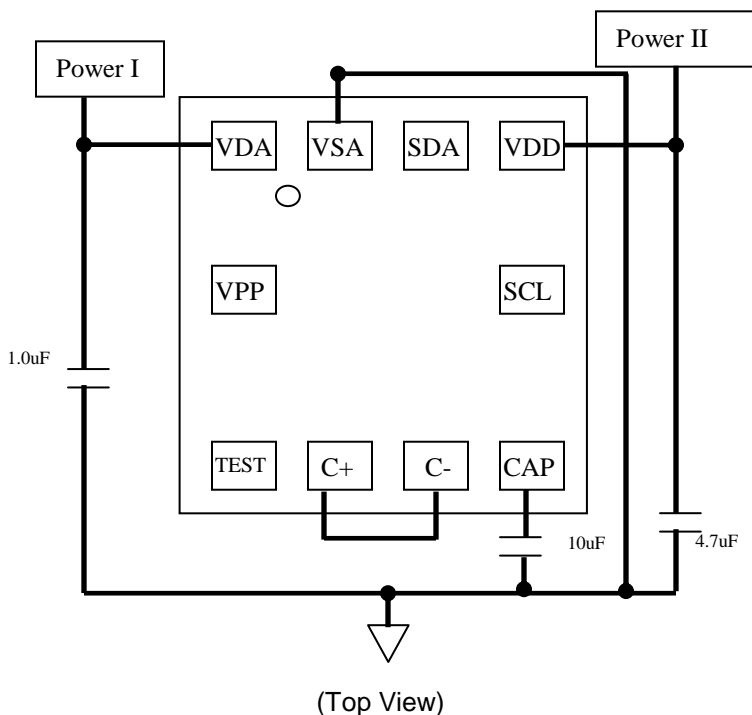 Power I
Power II
VDA
VSA
SDA
VDD
VPP
SCL
1.0uF
TEST
C+
C-
CAP
10uF
4.7uF
(Top View)